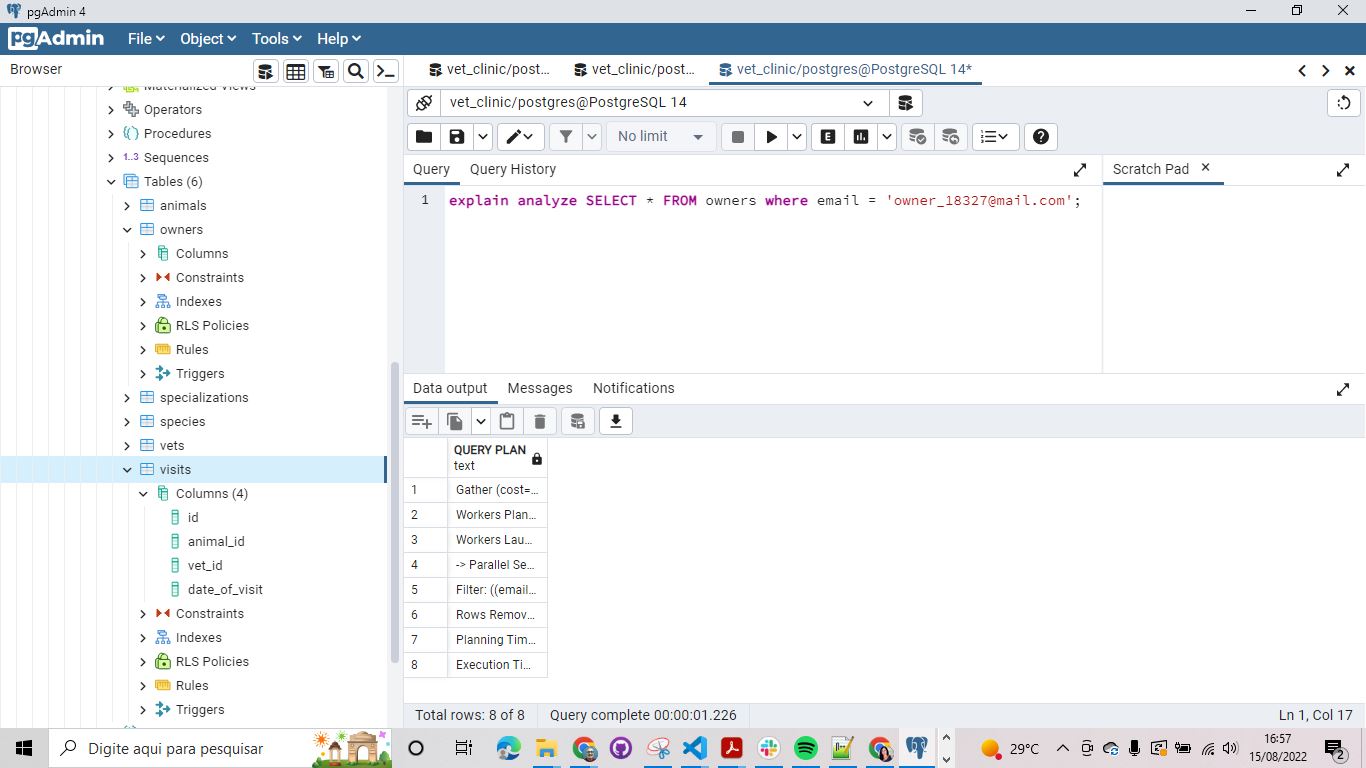 pgAdmin 4
pgAdmin File Object Tools Help
Browser
vet_clinic/post... vet_clinic/post... vet_clinic/postgres@PostgreSQL 14*
vet_clinic/postgres@PostgreSQL 14
No limit
E
Query Query History
Scratch Pad
1 explain analyze SELECT * FROM owners where email = 'owner_18327@mail.com';
Materialized Views
Operators
Procedures
1..3 Sequences
Tables (6)
animals
owners
Columns
Constraints
Indexes
RLS Policies
Rules
Triggers
specializations
species
vets
visits
Columns (4)
id
animal_id
vet_id
date_of_visit
Constraints
Indexes
RLS Policies
Rules
Triggers
Data output Messages Notifications
QUERY PLAN
text
1 Gather (cost=...
2 Workers Plan...
3 Workers Lau...
4 -> Parallel Se...
5 Filter: ((email...
6 Rows Remov...
7 Planning Tim...
8 Execution Ti...
Total rows: 8 of 8 Query complete 00:00:01.226 Ln 1, Col 17
Digite aqui para pesquisar
29°C
16:57
15/08/2022
2